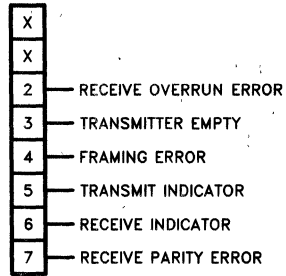 X
X
2 RECEIVE OVERRUN ERROR
3 TRANSMITTER EMPTY
4 FRAMING ERROR
5 TRANSMIT INDICATOR
6 RECEIVE INDICATOR
7 RECEIVE PARITY ERROR